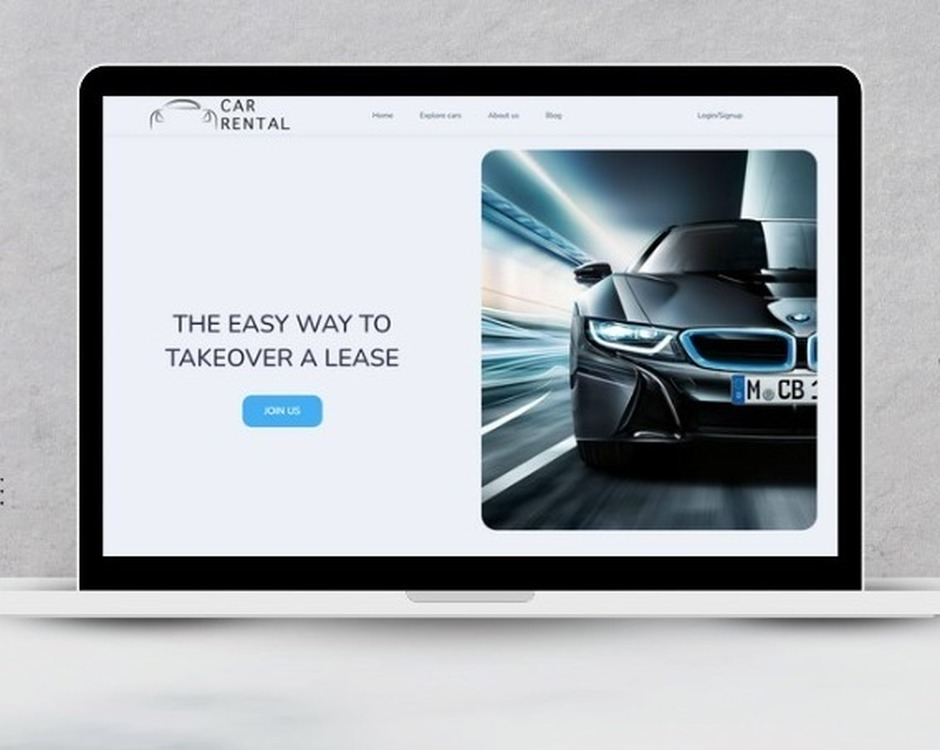 CAR
RENTAL
Home Explore cars About us Blog Login/Signup
THE EASY WAY TO
TAKEOVER A LEASE
JOIN US
M CB